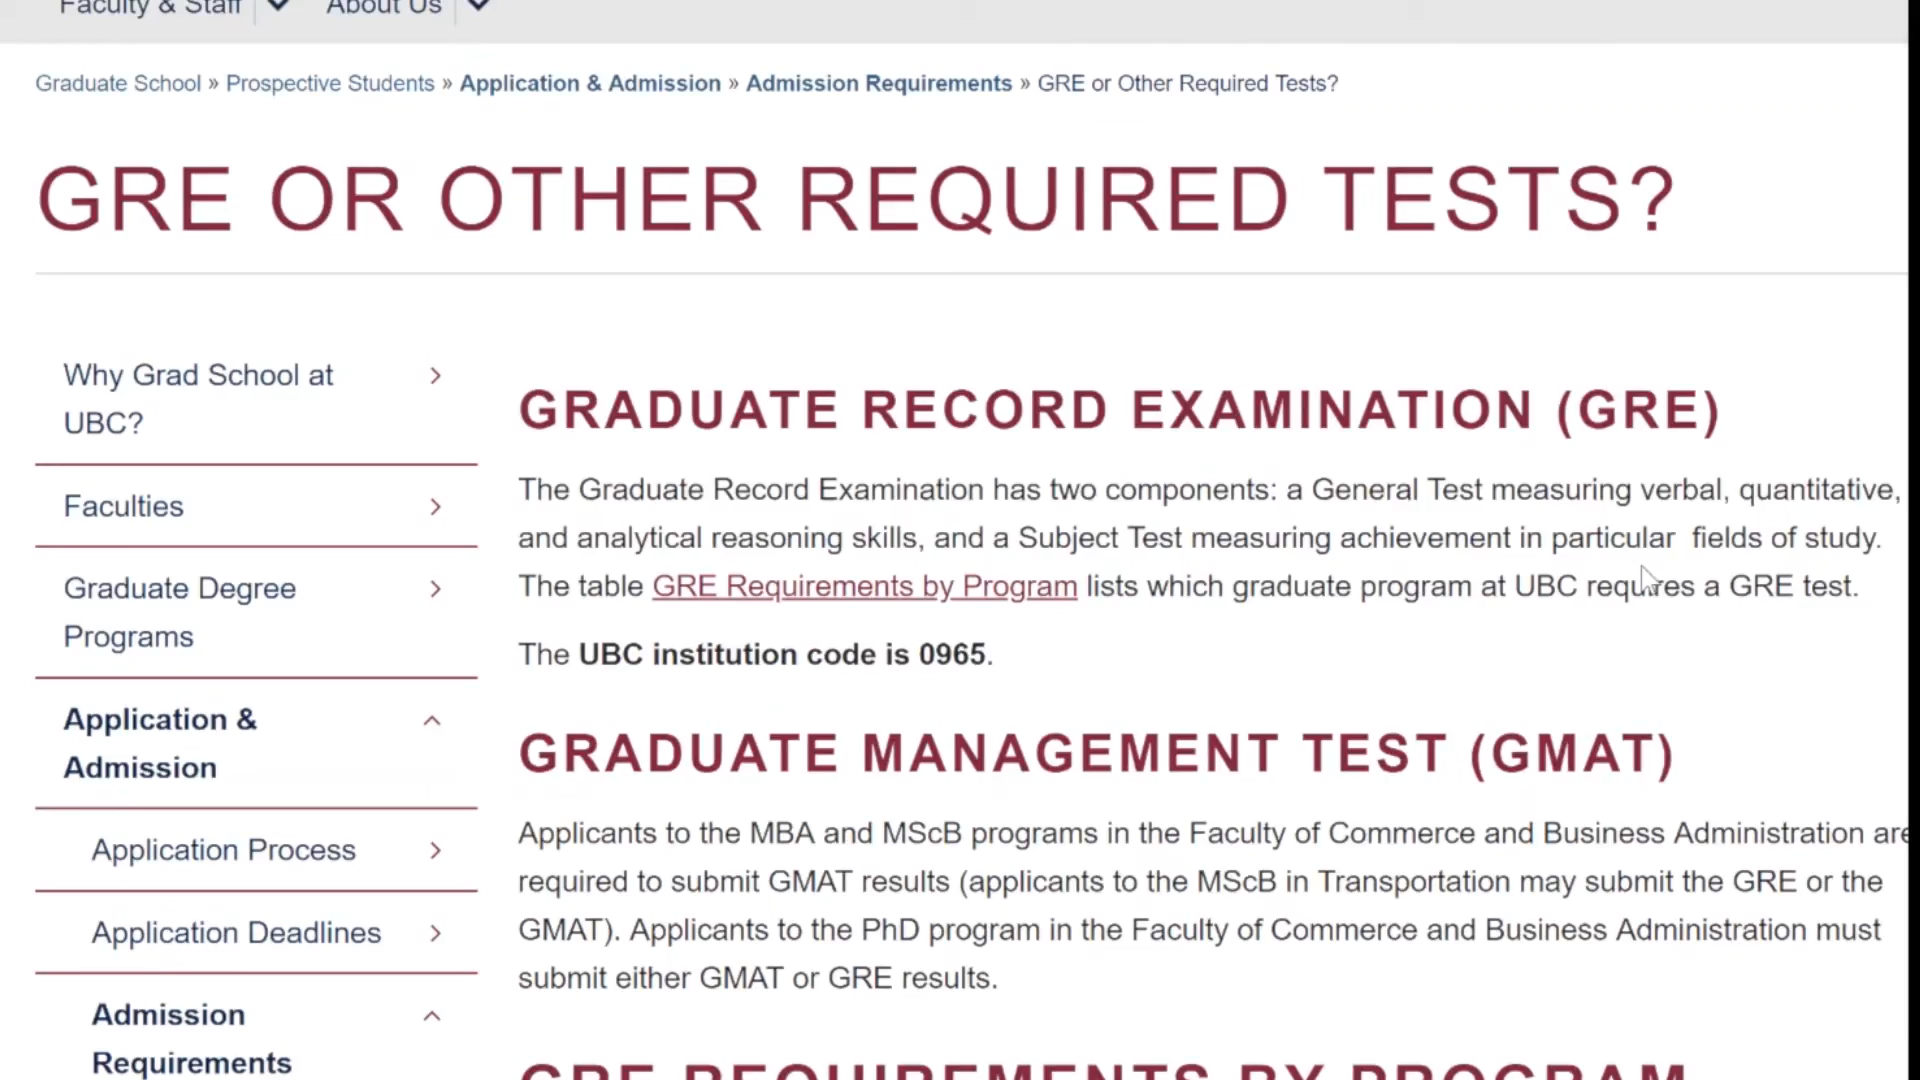 Faculty & Staff About Us
Graduate School » Prospective Students » Application & Admission » Admission Requirements » GRE or Other Required Tests?
GRE OR OTHER REQUIRED TESTS?
Why Grad School at
UBC?
Faculties
Graduate Degree
Programs
Application &
Admission
Application Process
Application Deadlines
Admission
Requirements
GRADUATE RECORD EXAMINATION (GRE)
The Graduate Record Examination has two components: a General Test measuring verbal, quantitative,
and analytical reasoning skills, and a Subject Test measuring achievement in particular fields of study.
The table GRE Requirements by Program lists which graduate program at UBC requires a GRE test.
The UBC institution code is 0965.
GRADUATE MANAGEMENT TEST (GMAT)
Applicants to the MBA and MScB programs in the Faculty of Commerce and Business Administration are
required to submit GMAT results (applicants to the MScB in Transportation may submit the GRE or the
GMAT). Applicants to the PhD program in the Faculty of Commerce and Business Administration must
submit either GMAT or GRE results.
GRE REQUIREMENTS BY PROGRAM